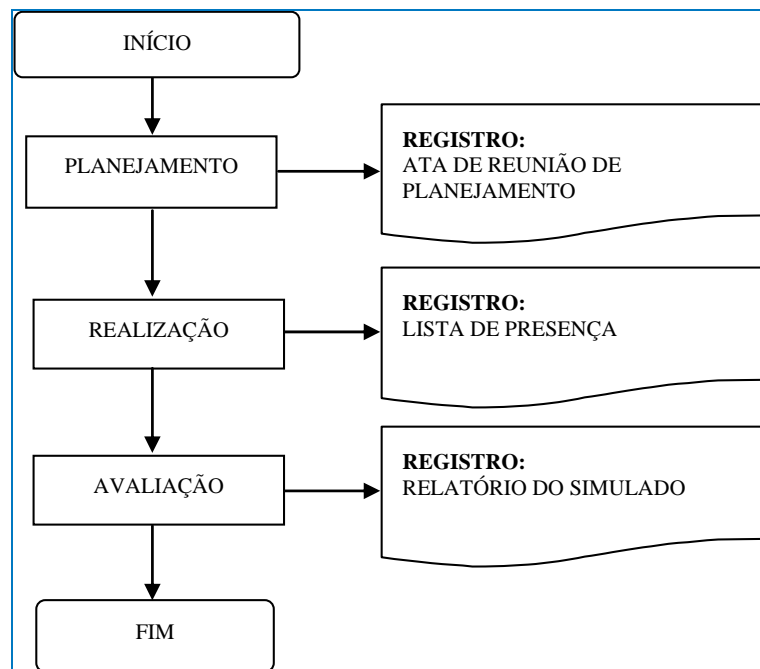 INÍCIO
PLANEJAMENTO
REGISTRO:
ATA DE REUNIÃO DE
PLANEJAMENTO
REALIZAÇÃO
REGISTRO:
LISTA DE PRESENÇA
AVALIAÇÃO
REGISTRO:
RELATÓRIO DO SIMULADO
FIM